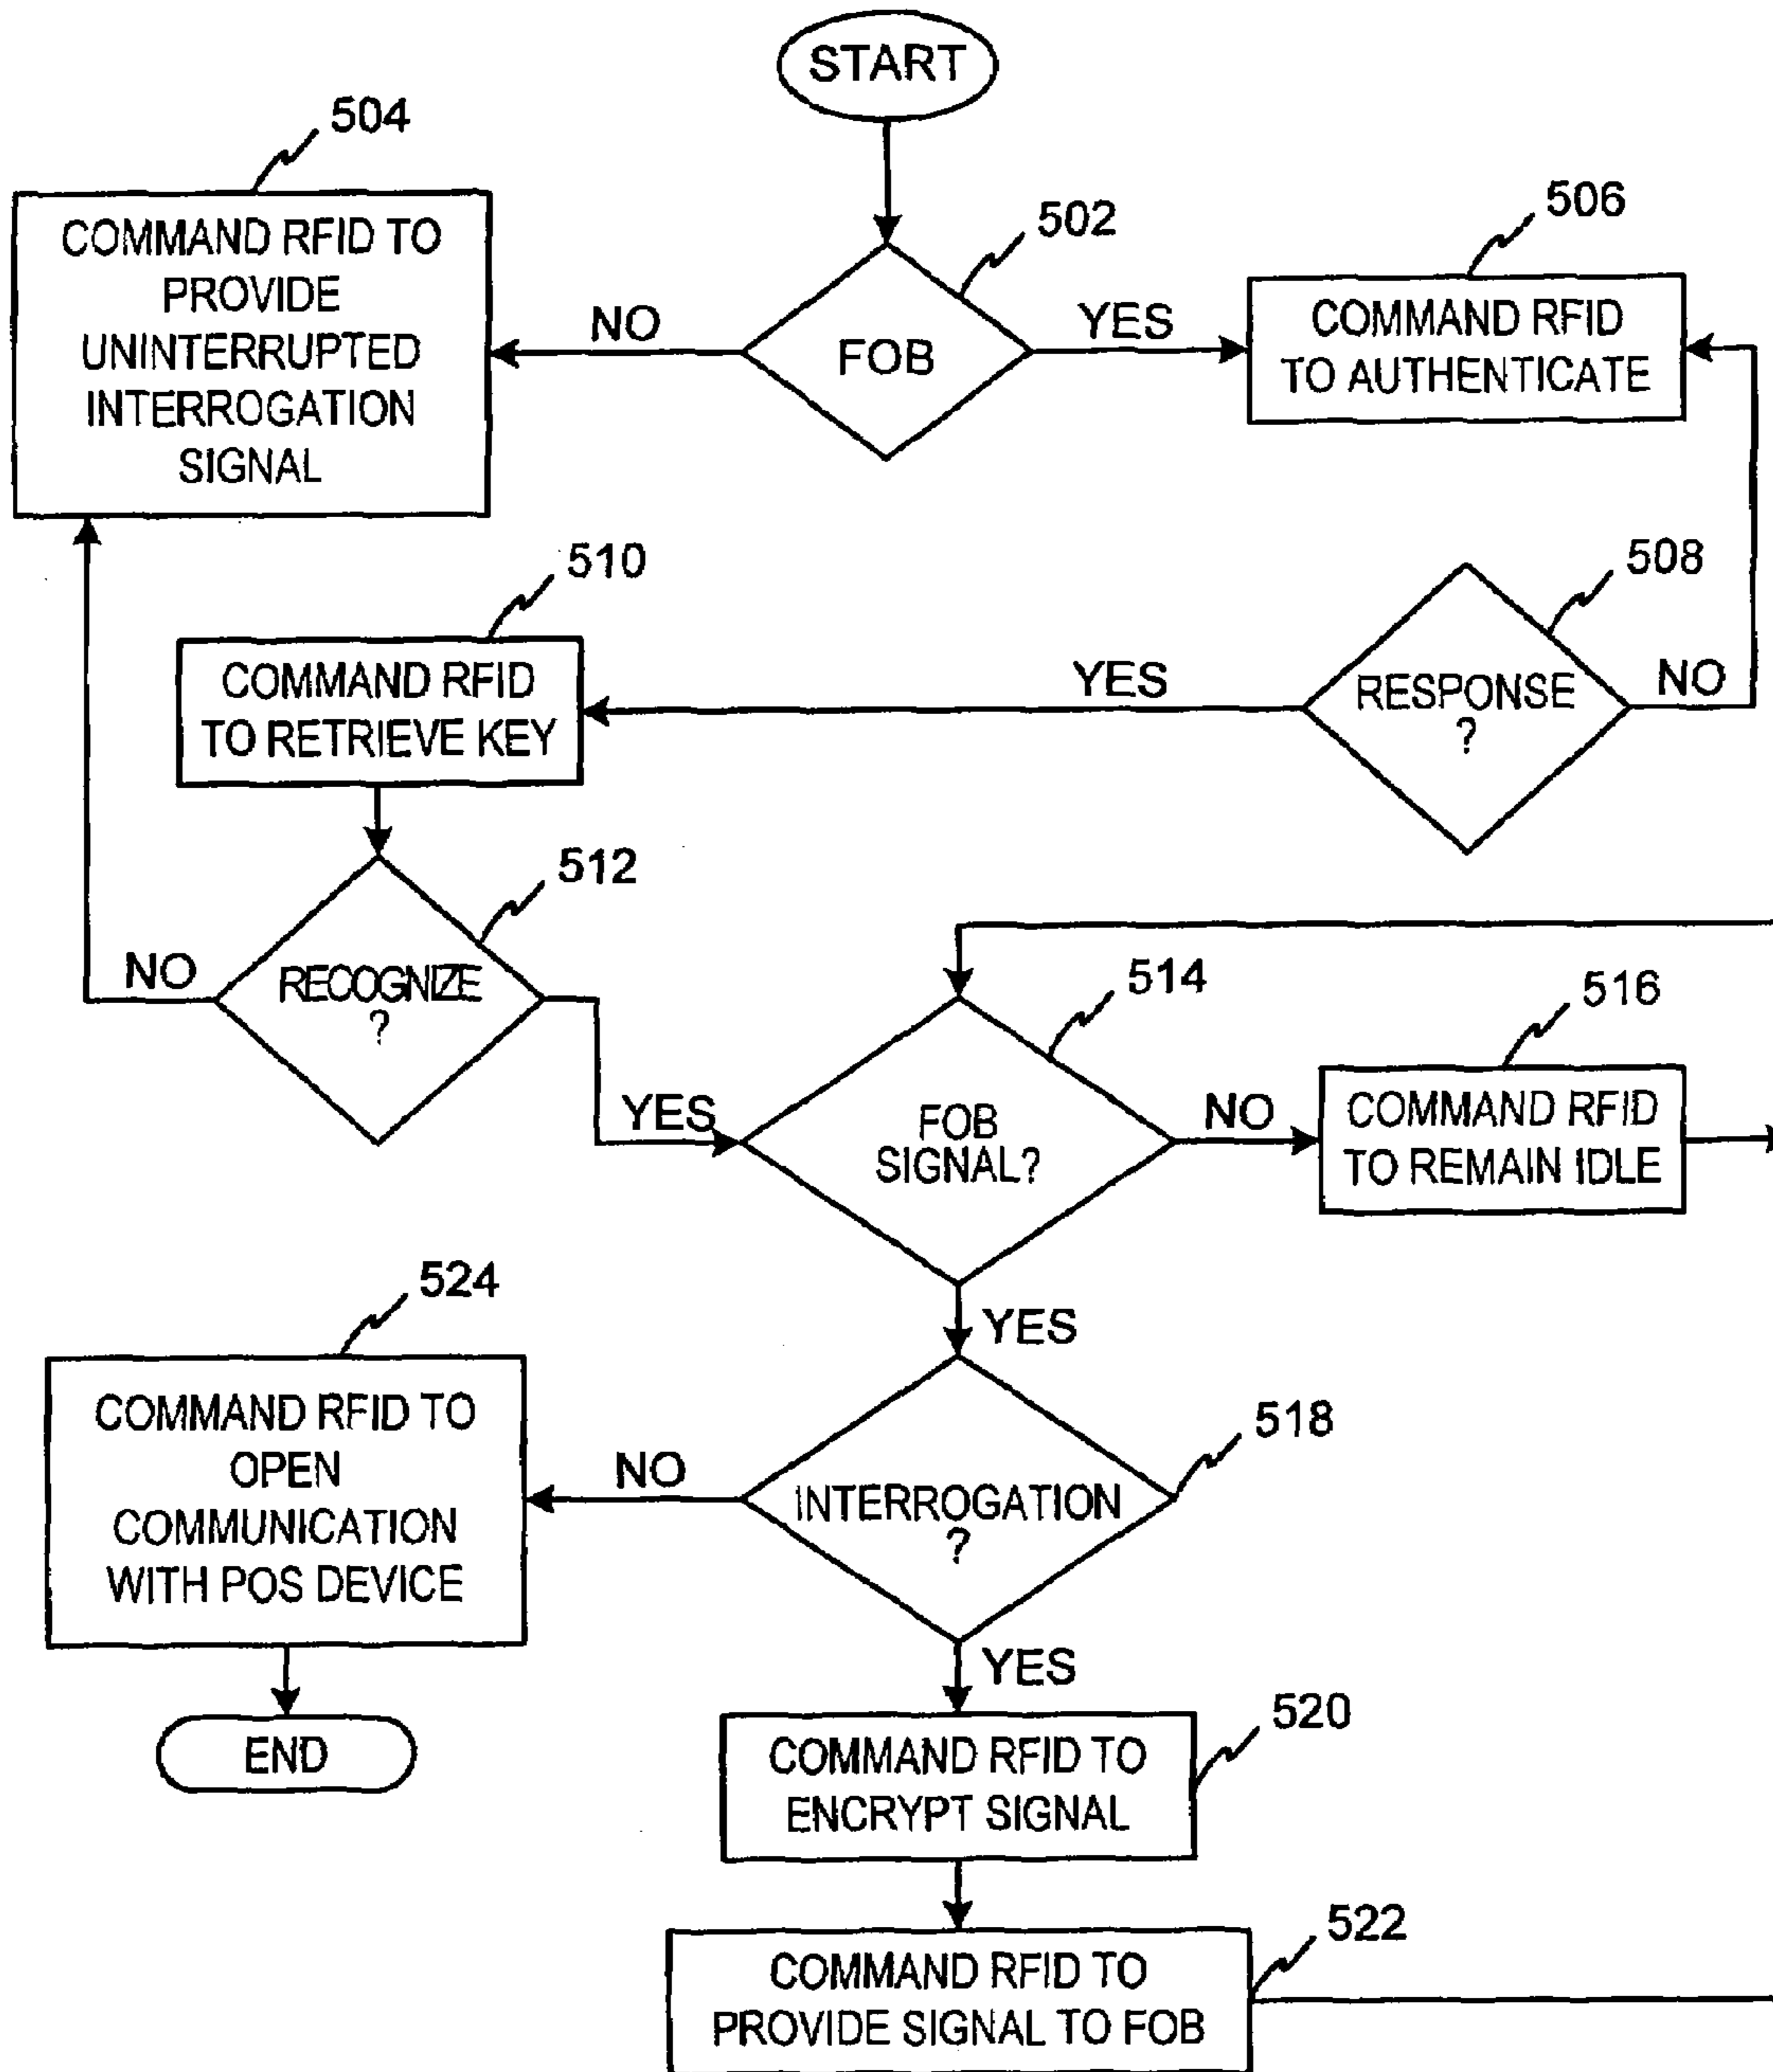 START
504
COMMAND RFID TO
PROVIDE
UNINTERRUPTED
INTERROGATION
SIGNAL
NO
502
FOB
YES
506
COMMAND RFID
TO AUTHENTICATE
510
COMMAND RFID
TO RETRIEVE KEY
YES
508
RESPONSE
?
NO
512
NO
RECOGNIZE
?
YES
514
FOB
SIGNAL?
NO
516
COMMAND RFID
TO REMAIN IDLE
YES
524
COMMAND RFID TO
OPEN
COMMUNICATION
WITH POS DEVICE
NO
518
INTERROGATION
?
YES
END
520
COMMAND RFID TO
ENCRYPT SIGNAL
522
COMMAND RFID TO
PROVIDE SIGNAL TO FOB